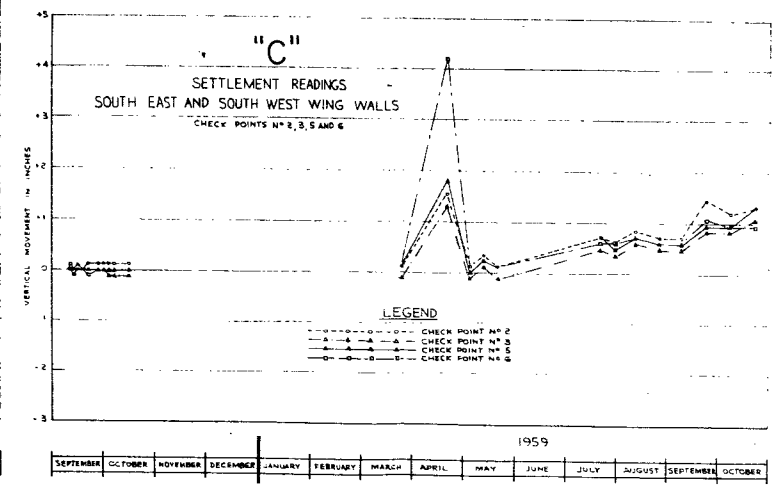 "C"
SETTLEMENT READINGS
SOUTH EAST AND SOUTH WEST WING WALLS
CHECK POINTS Nº 2, 3, 5 AND 6
VERTICAL MOVEMENT IN INCHES
+5
+4
+3
+2
+1
0
-1
-2
-3
LEGEND
CHECK POINT Nº 2
CHECK POINT Nº 3
CHECK POINT Nº 5
CHECK POINT Nº 6
1959
SEPTEMBER OCTOBER NOVEMBER DECEMBER JANUARY FEBRUARY MARCH APRIL MAY JUNE JULY AUGUST SEPTEMBER OCTOBER